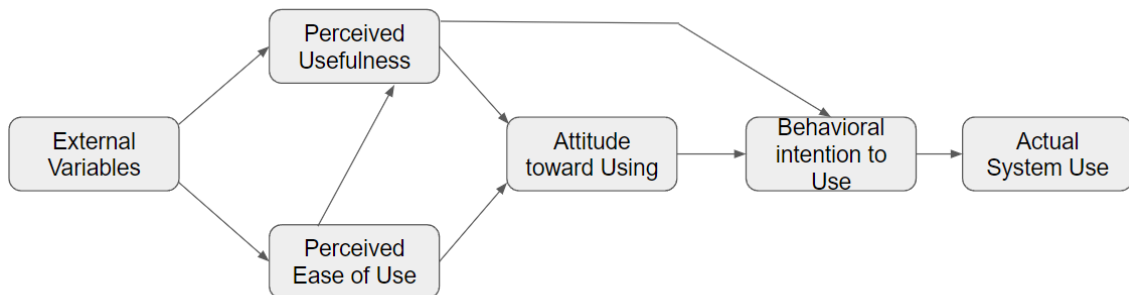 External
Variables
Perceived
Usefulness
Perceived
Ease of Use
Attitude
toward Using
Behavioral
intention to
Use
Actual
System Use